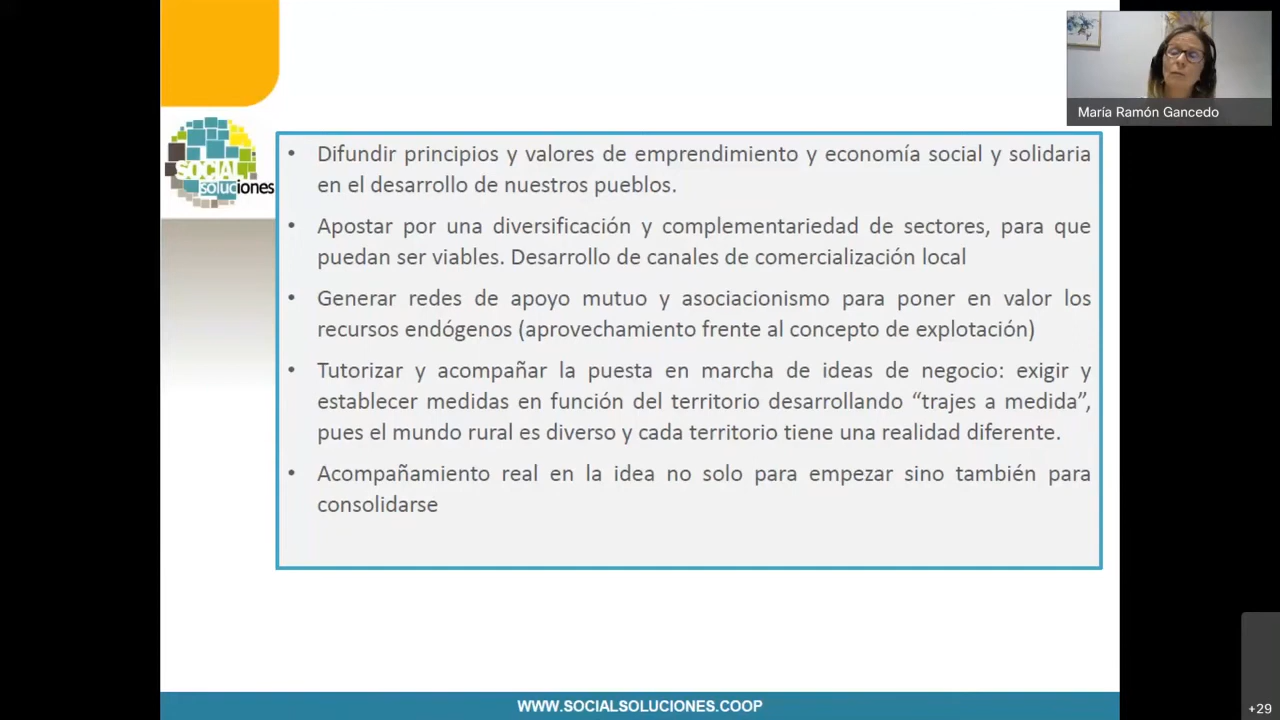 María Ramón Gancedo
SOCIAL
soluciones
• Difundir principios y valores de emprendimiento y economía social y solidaria
en el desarrollo de nuestros pueblos.
• Apostar por una diversificación y complementariedad de sectores, para que
puedan ser viables. Desarrollo de canales de comercialización local
• Generar redes de apoyo mutuo y asociacionismo para poner en valor los
recursos endógenos (aprovechamiento frente al concepto de explotación)
• Tutorizar y acompañar la puesta en marcha de ideas de negocio: exigir y
establecer medidas en función del territorio desarrollando “trajes a medida”,
pues el mundo rural es diverso y cada territorio tiene una realidad diferente.
• Acompañamiento real en la idea no solo para empezar sino también para
consolidarse
WWW.SOCIALSOLUCIONES.COOP
+29